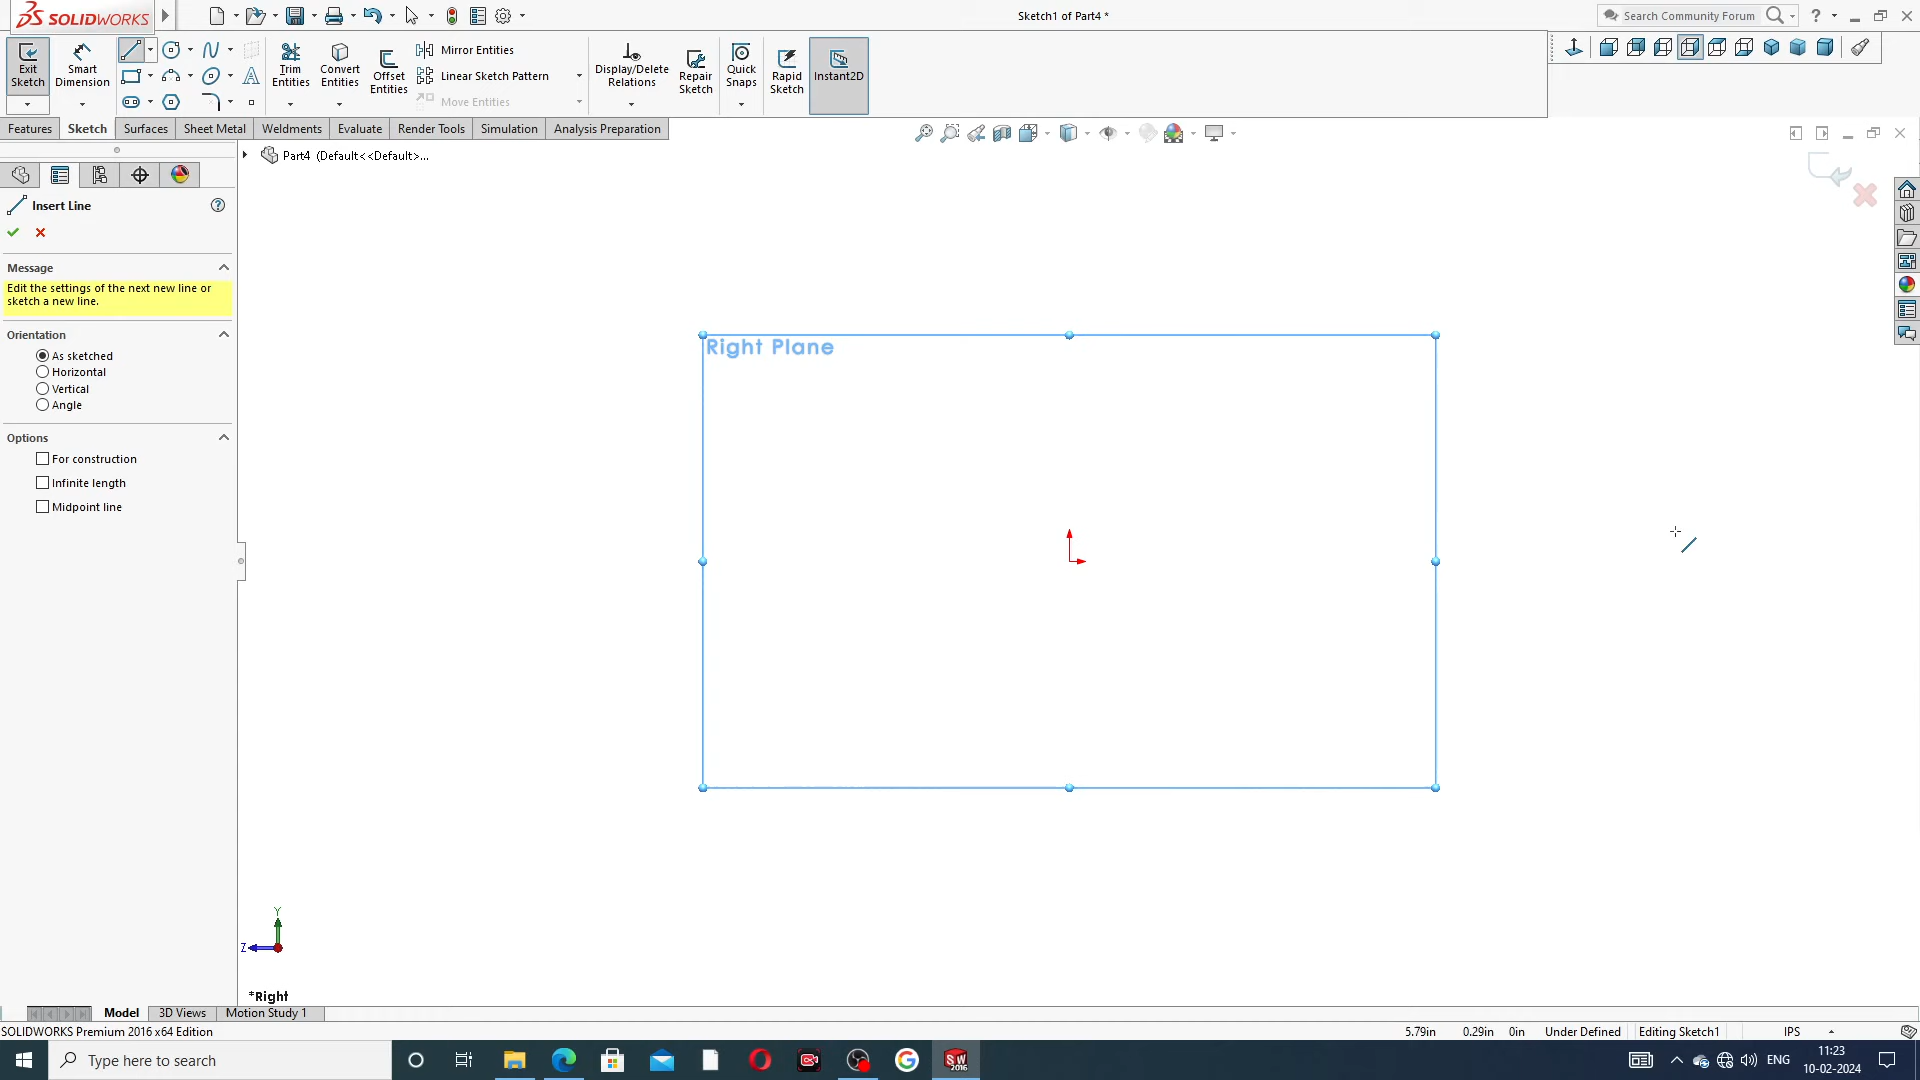 SOLIDWORKS
Sketch1 of Part4 *
Search Community Forum
Exit Sketch
Smart Dimension
Trim Entities
Convert Entities
Offset Entities
Mirror Entities
Linear Sketch Pattern
Move Entities
Display/Delete Relations
Repair Sketch
Quick Snaps
Rapid Sketch
Instant2D
Features
Sketch
Surfaces
Sheet Metal
Weldments
Evaluate
Render Tools
Simulation
Analysis Preparation
Part4 (Default<<Default>...
Insert Line
Message
Edit the settings of the next new line or
sketch a new line.
Orientation
As sketched
Horizontal
Vertical
Angle
Options
For construction
Infinite length
Midpoint line
Right Plane
Y
Z
*Right
Model
3D Views
Motion Study 1
SOLIDWORKS Premium 2016 x64 Edition
5.79in
0.29in
0in
Under Defined
Editing Sketch1
IPS
Type here to search
SW
2016
ENG
11:23
10-02-2024